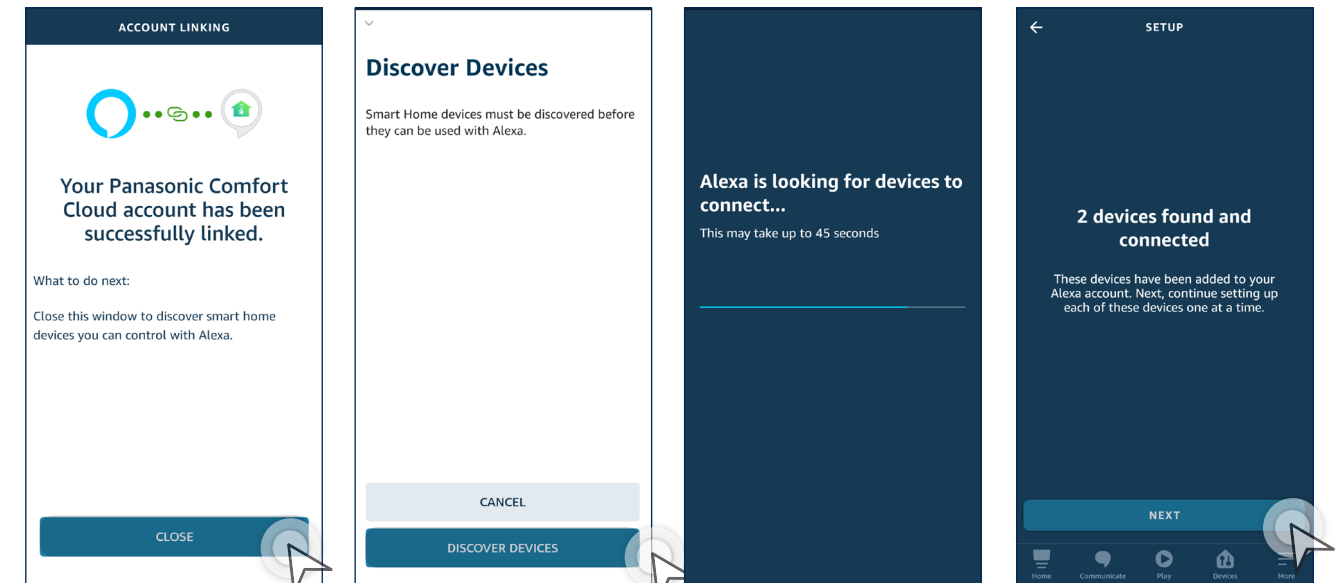 ACCOUNT LINKING
Your Panasonic Comfort
Cloud account has been
successfully linked.
What to do next:
Close this window to discover smart home
devices you can control with Alexa.
CLOSE
Discover Devices
Smart Home devices must be discovered before
they can be used with Alexa.
CANCEL
DISCOVER DEVICES
Alexa is looking for devices to
connect...
This may take up to 45 seconds
SETUP
2 devices found and
connected
These devices have been added to your
Alexa account. Next, continue setting up
each of these devices one at a time.
NEXT
Home Communicate Play Devices More